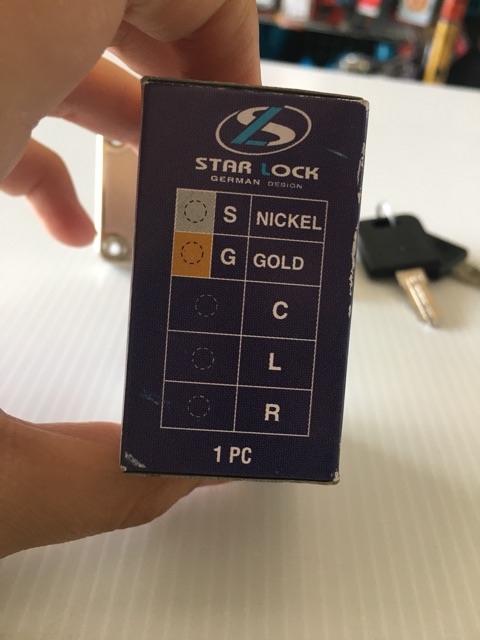 STAR LOCK
GERMAN DESIGN
S NICKEL
G GOLD
C
L
R
1 PC